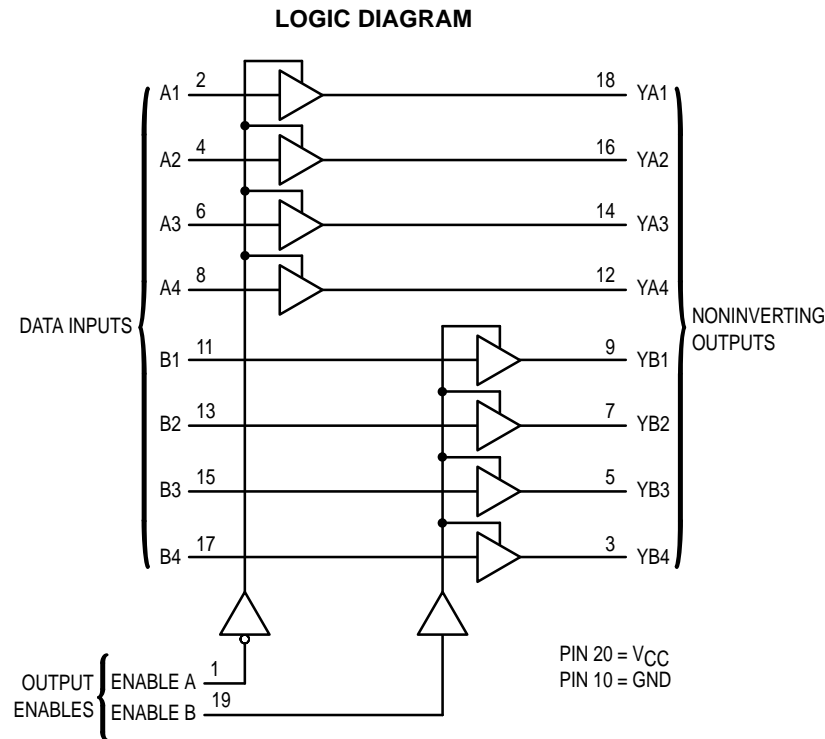 LOGIC DIAGRAM
A1 2 18 YA1
A2 4 16 YA2
A3 6 14 YA3
A4 8 12 YA4
DATA INPUTS
NONINVERTING
OUTPUTS
B1 11 9 YB1
B2 13 7 YB2
B3 15 5 YB3
B4 17 3 YB4
OUTPUT
ENABLES
ENABLE A 1
ENABLE B 19
PIN 20 = VCC
PIN 10 = GND